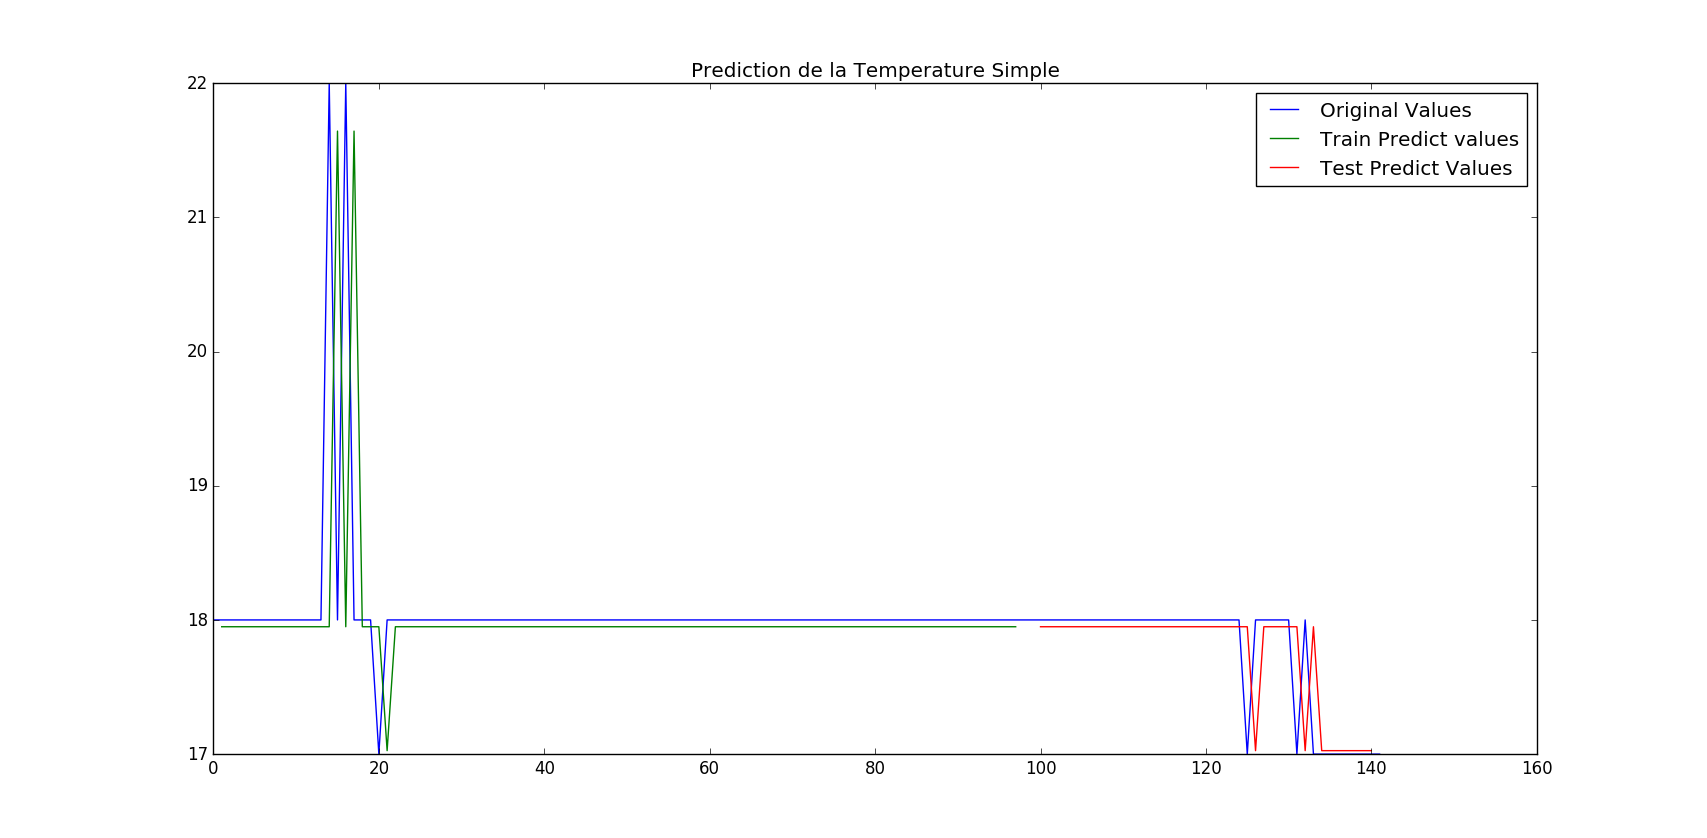 Prediction de la Temperature Simple
22
21
20
19
18
17
0 20 40 60 80 100 120 140 160
Original Values
Train Predict values
Test Predict Values